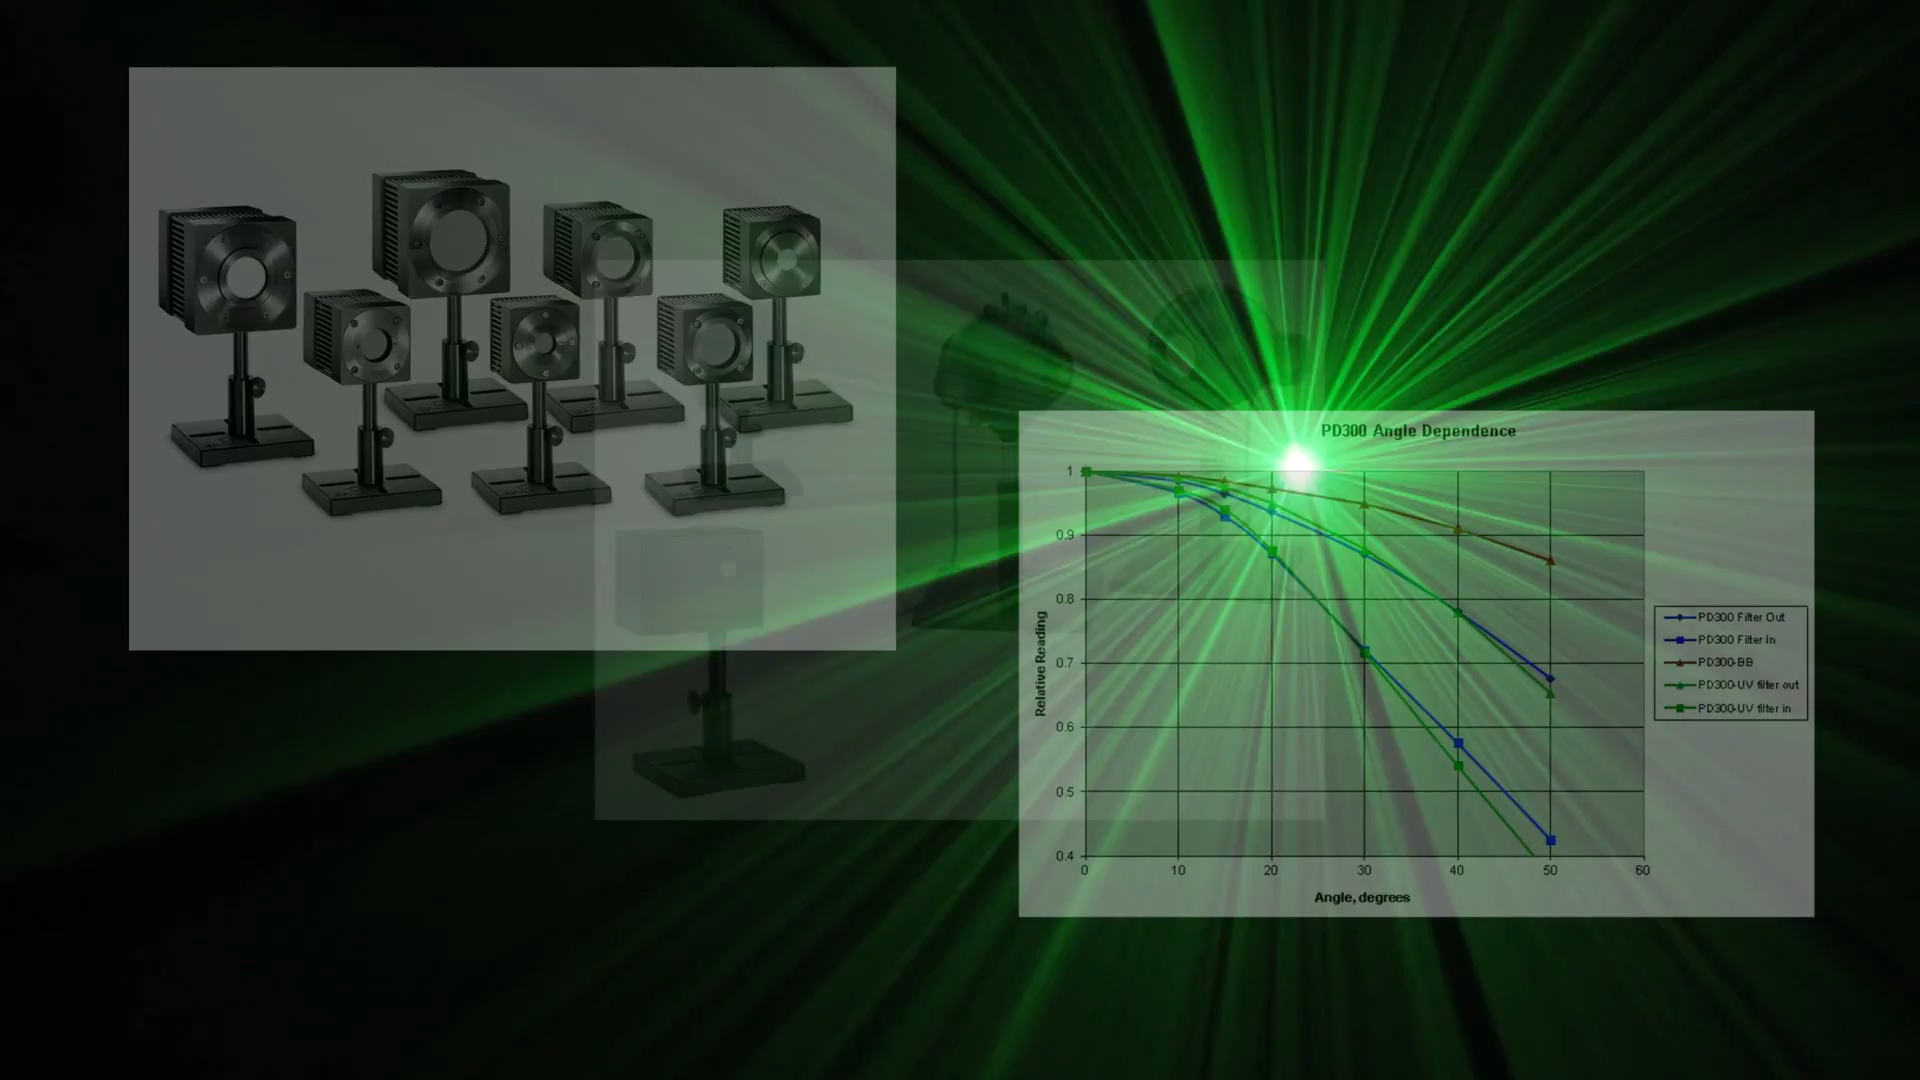 PD300 Angle Dependence
1
0.9
0.8
0.7
0.6
0.5
0.4
0
10
20
30
40
50
60
Relative Reading
Angle, degrees
PD300 Filter Out
PD300 Filter In
PD300-BB
PD300-UV filter out
PD300-UV filter in